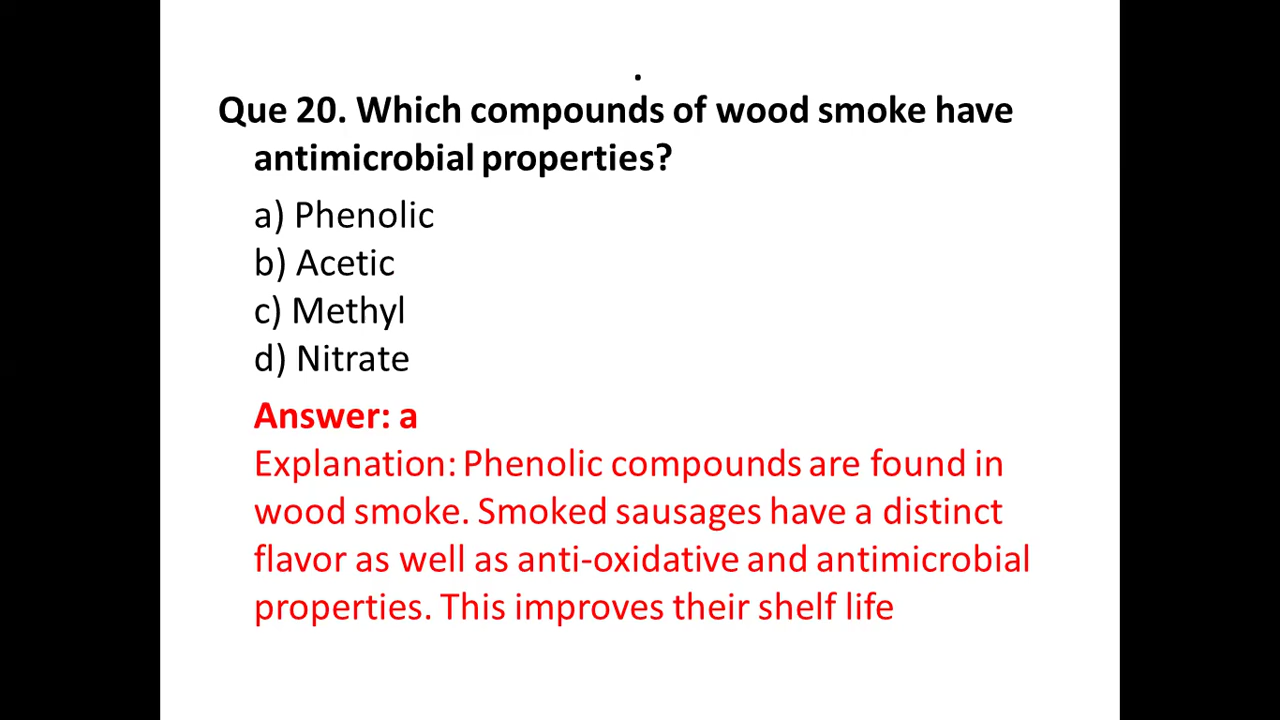 .
Que 20. Which compounds of wood smoke have
antimicrobial properties?
a) Phenolic
b) Acetic
c) Methyl
d) Nitrate
Answer: a
Explanation: Phenolic compounds are found in
wood smoke. Smoked sausages have a distinct
flavor as well as anti-oxidative and antimicrobial
properties. This improves their shelf life